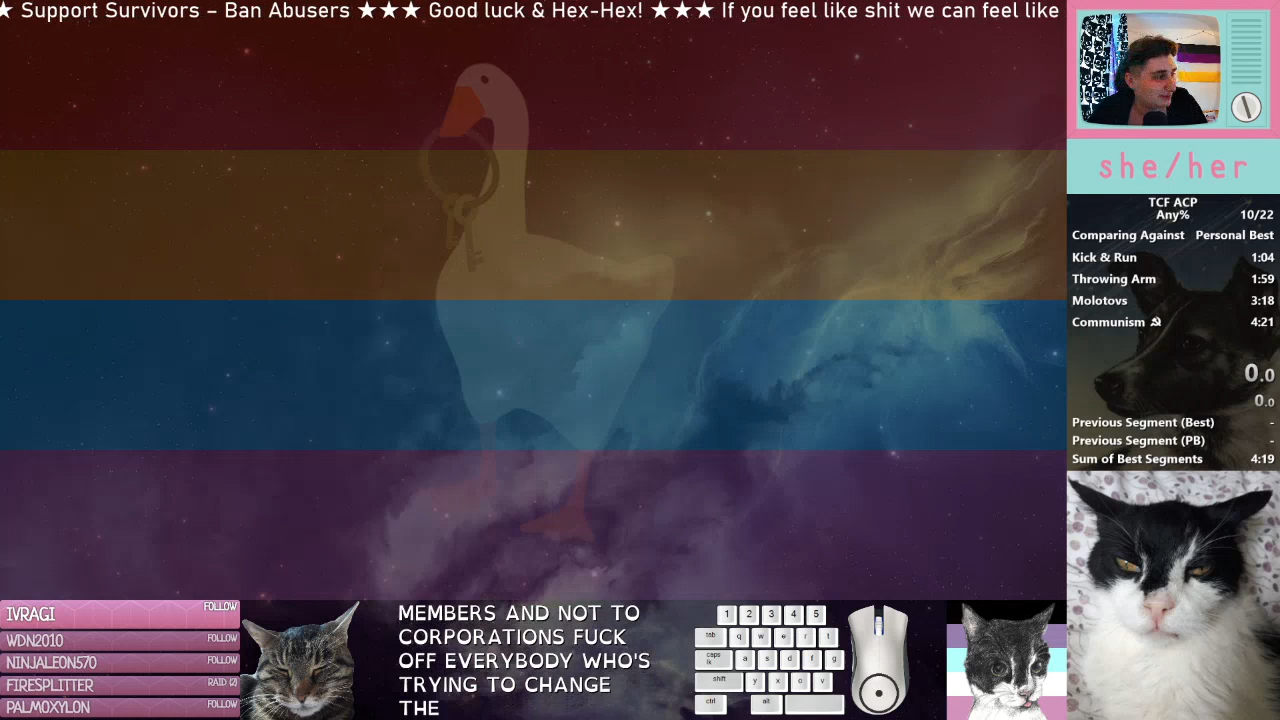 ★ Support Survivors – Ban Abusers ★★★ Good luck & Hex-Hex! ★★★ If you feel like shit we can feel like
she/her
TCF ACP
Any% 10/22
Comparing Against Personal Best
Kick & Run 1:04
Throwing Arm 1:59
Molotovs 3:18
Communism ☭ 4:21
0.0
0.0
Previous Segment (Best) -
Previous Segment (PB) -
Sum of Best Segments 4:19
IVRAGI FOLLOW
WDN2010 FOLLOW
NINJALEON570 FOLLOW
FIRESPLITTER RAID (2)
PALMOXYLON FOLLOW
MEMBERS AND NOT TO
CORPORATIONS FUCK
OFF EVERYBODY WHO'S
TRYING TO CHANGE
THE
1 2 3 4 5
tab q w e r t
caps lk a s d f g
shift y x o v
ctrl alt